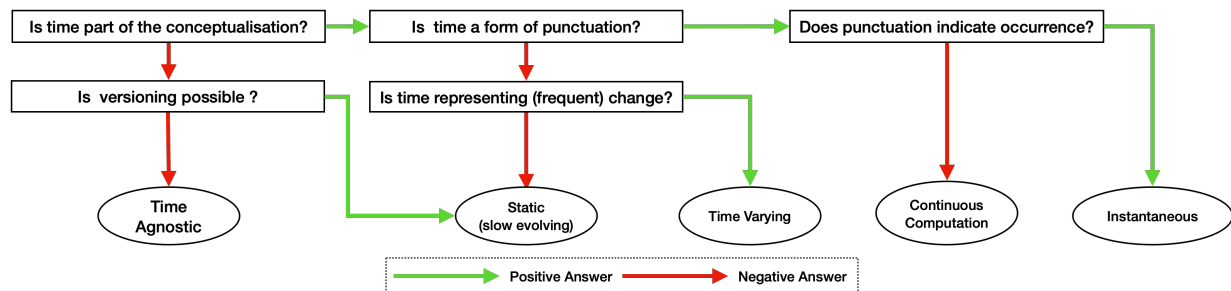 Is time part of the conceptualisation?
Is time a form of punctuation?
Does punctuation indicate occurrence?
Is versioning possible ?
Is time representing (frequent) change?
Time
Agnostic
Static
(slow evolving)
Time Varying
Continuous
Computation
Instantaneous
Positive Answer
Negative Answer